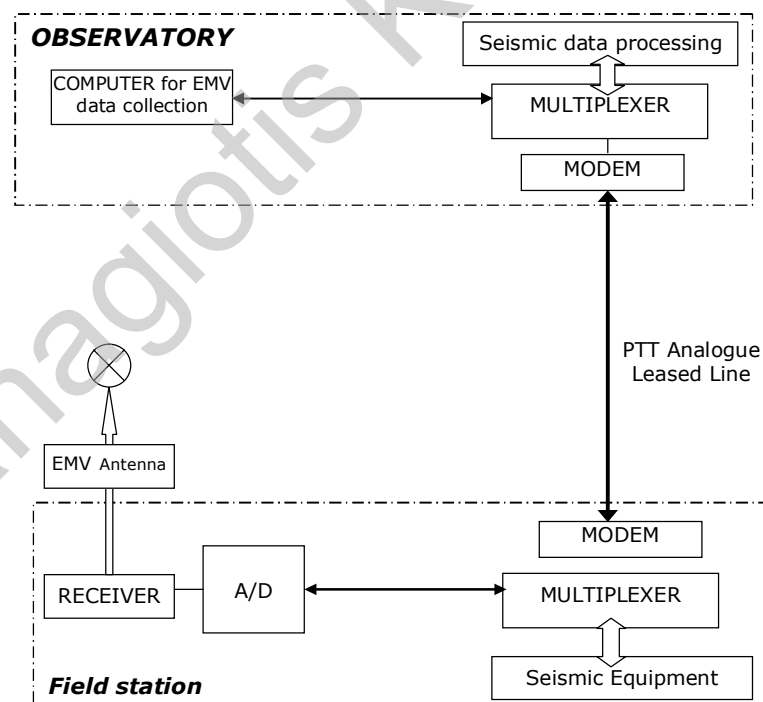 OBSERVATORY
Seismic data processing
COMPUTER for EMV
data collection
MULTIPLEXER
MODEM
PTT Analogue
Leased Line
EMV Antenna
MODEM
RECEIVER
A/D
MULTIPLEXER
Seismic Equipment
Field station